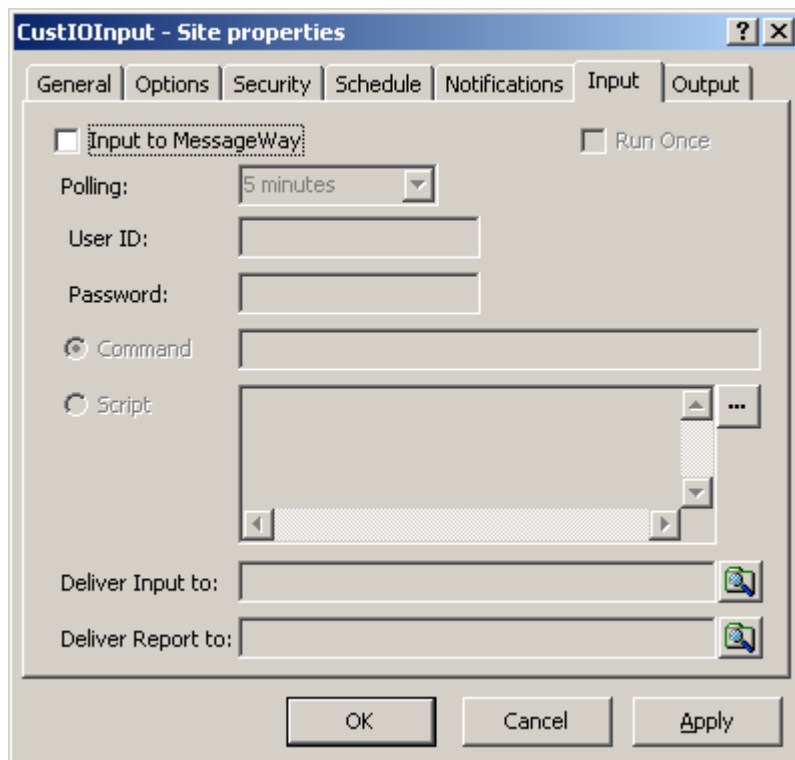 CustIOInput - Site properties
General Options Security Schedule Notifications Input Output
Input to MessageWay Run Once
Polling: 5 minutes
User ID:
Password:
Command
Script ...
Deliver Input to:
Deliver Report to:
OK Cancel Apply